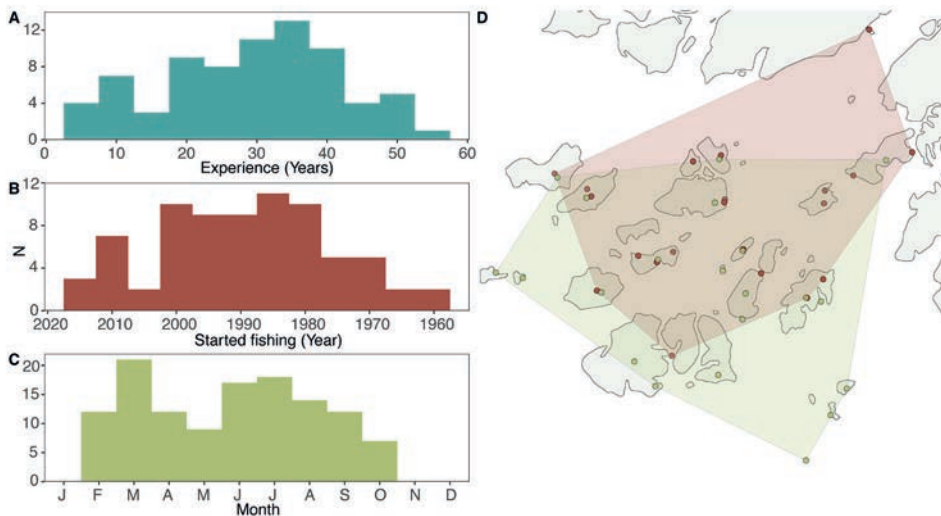 A
12
8
4
0
0 10 20 30 40 50 60
Experience (Years)
B
12
8
4
0
N
2020 2010 2000 1990 1980 1970 1960
Started fishing (Year)
C
20
15
10
5
0
J F M A M J J A S O N D
Month
D